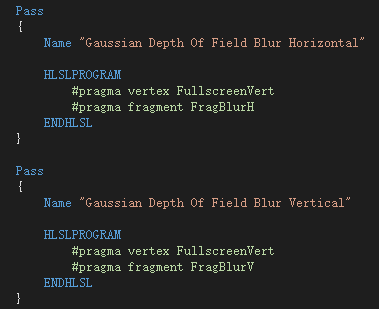 Pass
{
Name "Gaussian Depth Of Field Blur Horizontal"
HLSLPROGRAM
#pragma vertex FullscreenVert
#pragma fragment FragBlurH
ENDHLSL
}
Pass
{
Name "Gaussian Depth Of Field Blur Vertical"
HLSLPROGRAM
#pragma vertex FullscreenVert
#pragma fragment FragBlurV
ENDHLSL
}